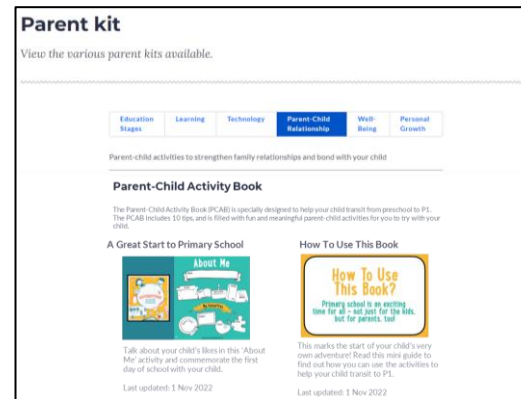 Parent kit
View the various parent kits available.
Education Stages
Learning
Technology
Parent-Child Relationship
Well-Being
Personal Growth
Parent-child activities to strengthen family relationships and bond with your child
Parent-Child Activity Book
The Parent-Child Activity Book (PCAB) is specially designed to help your child transit from preschool to P1.
The PCAB includes 10 tips, and is filled with fun and meaningful parent-child activities for you to try with your
child.
A Great Start to Primary School
About Me
Talk about your child's likes in this 'About
Me' activity and commemorate the first
day of school with your child.
Last updated: 1 Nov 2022
How To Use This Book
How To Use
This Book?
Primary school is an exciting
time for all - not just for the kids,
but for parents, too!
This marks the start of your child's very
own adventure! Read this mini guide to
find out how you can use the activities to
help your child transit to P1.
Last updated: 1 Nov 2022